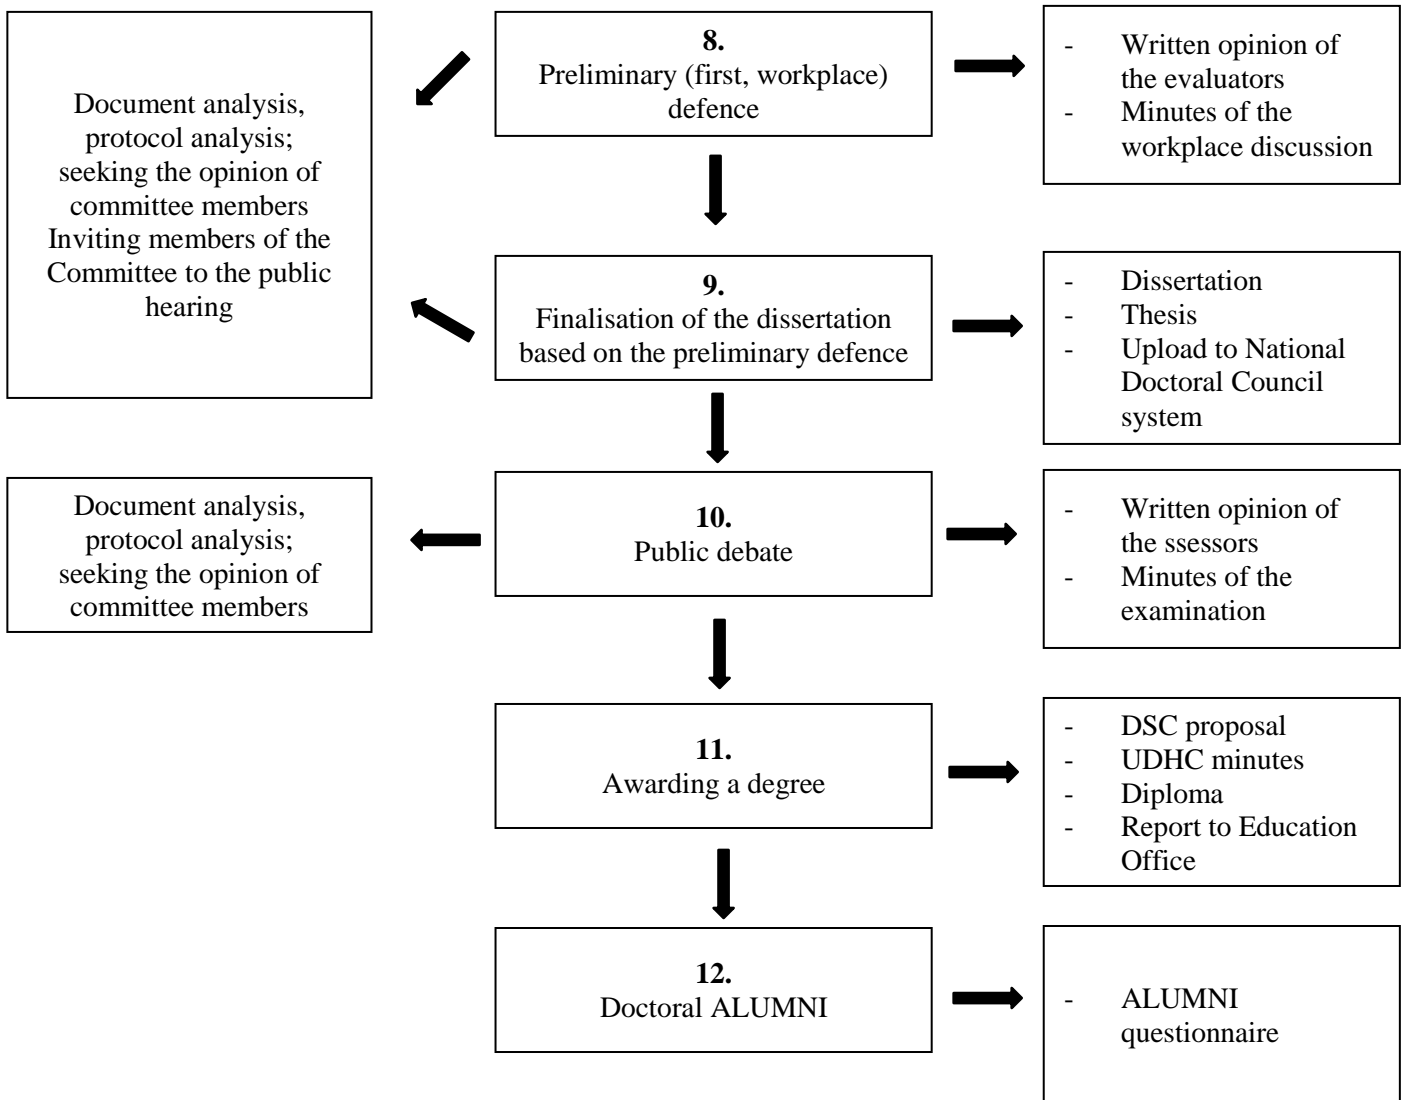 Document analysis,
protocol analysis;
seeking the opinion of
committee members
Inviting members of the
Committee to the public
hearing
8.
Preliminary (first, workplace)
defence
- Written opinion of
the evaluators
- Minutes of the
workplace discussion
9.
Finalisation of the dissertation
based on the preliminary defence
- Dissertation
- Thesis
- Upload to National
Doctoral Council
system
Document analysis,
protocol analysis;
seeking the opinion of
committee members
10.
Public debate
- Written opinion of
the ssessors
- Minutes of the
examination
11.
Awarding a degree
- DSC proposal
- UDHC minutes
- Diploma
- Report to Education
Office
12.
Doctoral ALUMNI
- ALUMNI
questionnaire